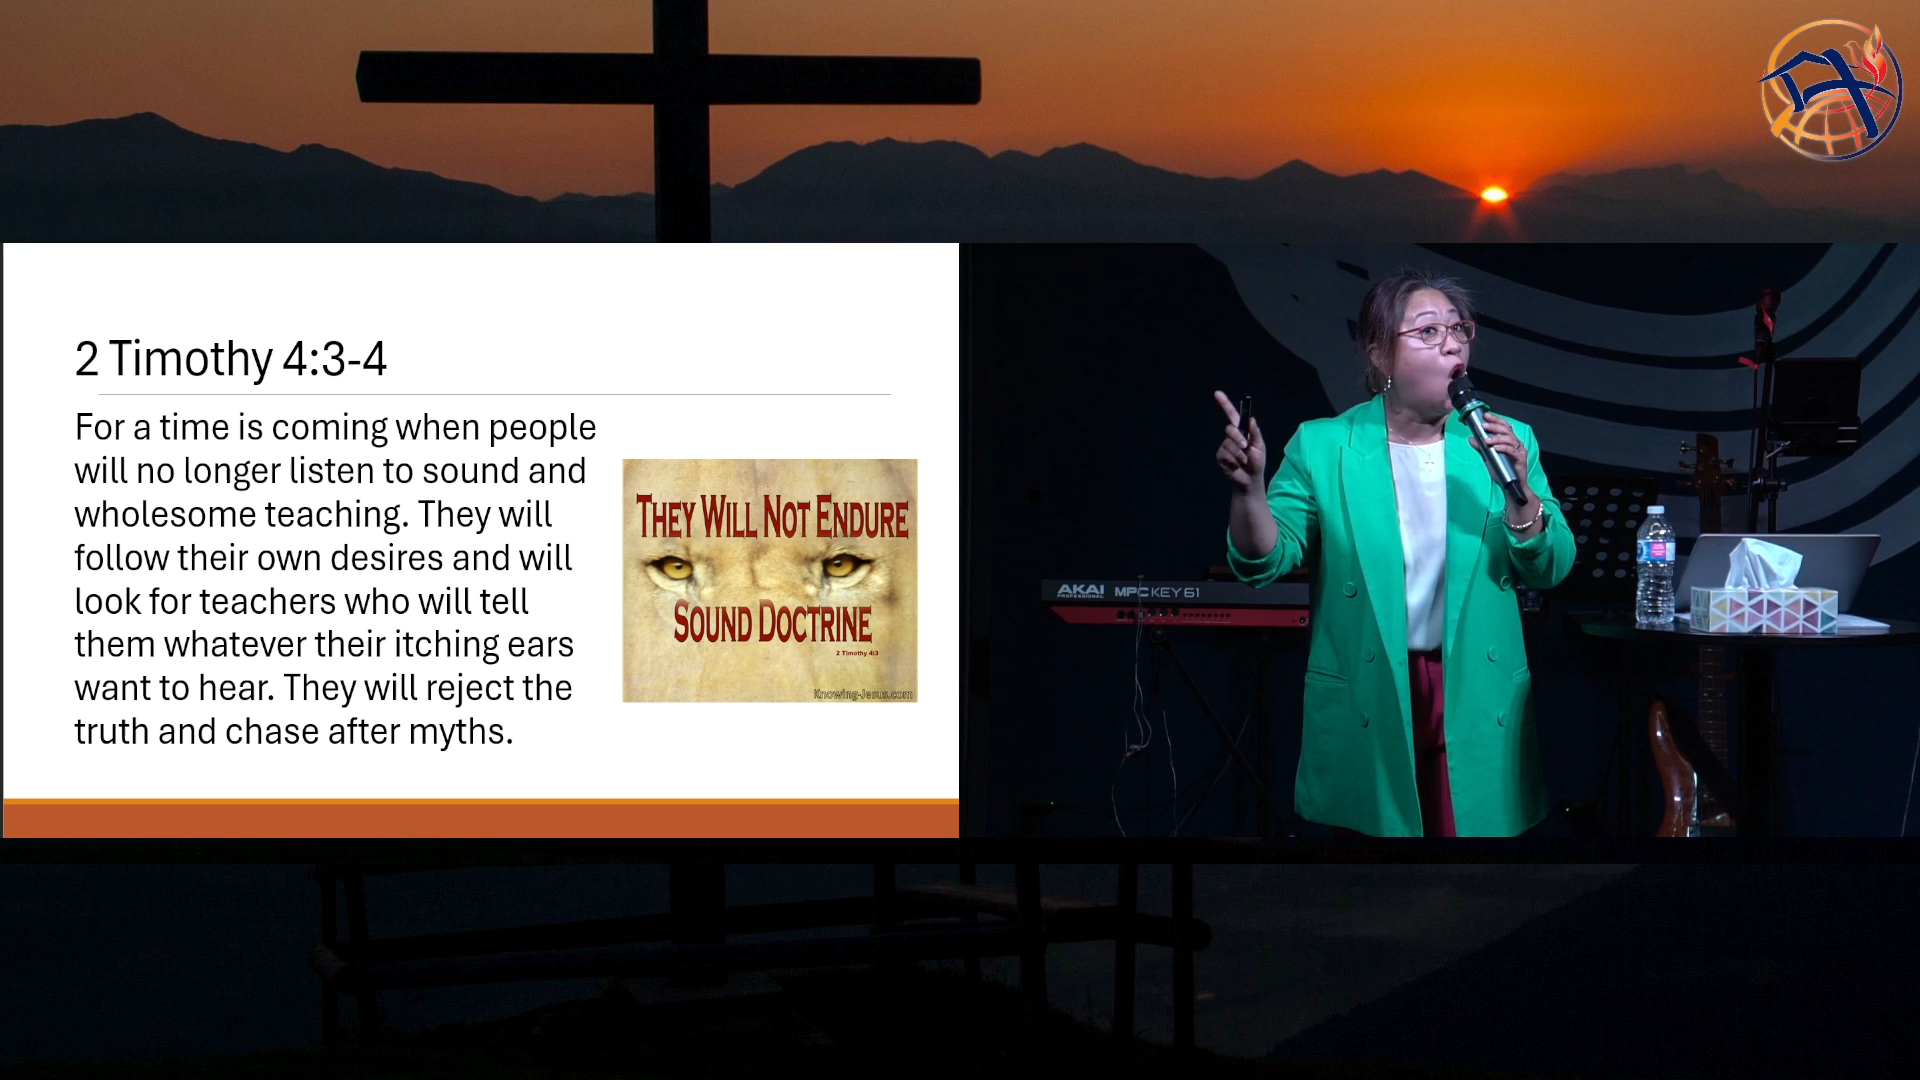 2 Timothy 4:3-4
For a time is coming when people
will no longer listen to sound and
wholesome teaching. They will
follow their own desires and will
look for teachers who will tell
them whatever their itching ears
want to hear. They will reject the
truth and chase after myths.
THEY WILL NOT ENDURE
SOUND DOCTRINE
2 Timothy 4:3
Knowing-Jesus.com
AKAI
PROFESSIONAL
MPC KEY 61